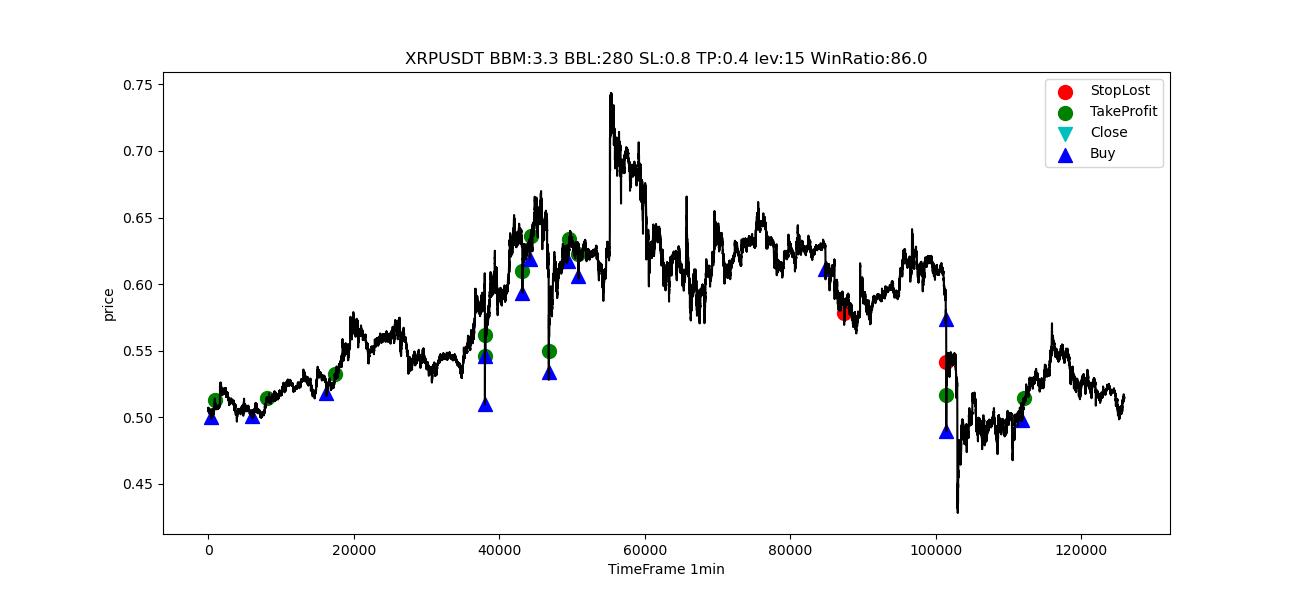 XRPUSDT BBM:3.3 BBL:280 SL:0.8 TP:0.4 lev:15 WinRatio:86.0
StopLost
TakeProfit
Close
Buy
price
0.75
0.70
0.65
0.60
0.55
0.50
0.45
0
20000
40000
60000
80000
100000
120000
TimeFrame 1min